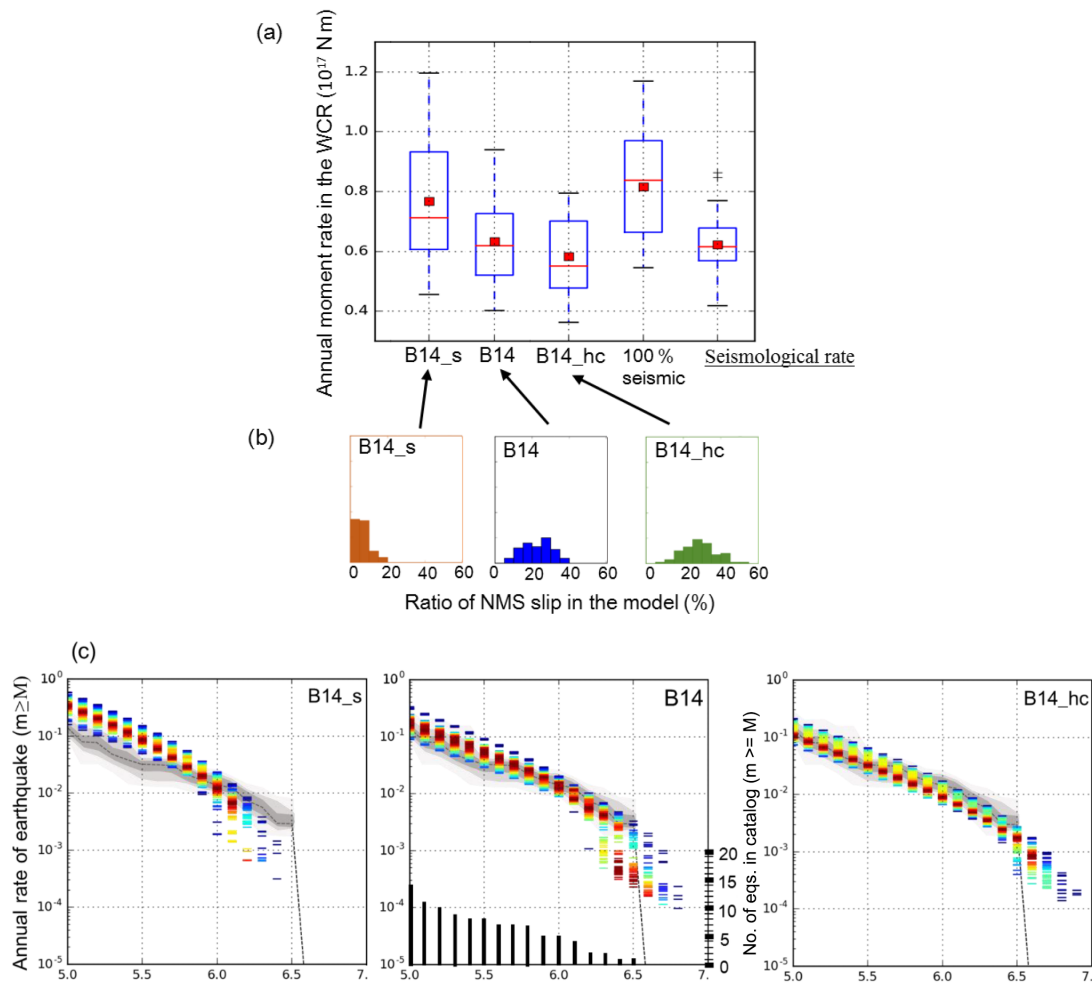 (a)
Annual moment rate in the WCR (10¹⁷ N m)
1.2
1.0
0.8
0.6
0.4
B14_s B14 B14_hc 100 % seismic Seismological rate
(b)
B14_s B14 B14_hc
0 20 40 60 0 20 40 60 0 20 40 60
Ratio of NMS slip in the model (%)
(c)
Annual rate of earthquake (m≥M)
10⁰
10⁻¹
10⁻²
10⁻³
10⁻⁴
10⁻⁵
5.0 5.5 6.0 6.5 7.
B14_s
10⁰
10⁻¹
10⁻²
10⁻³
10⁻⁴
10⁻⁵
5.0 5.5 6.0 6.5 7.
B14
No. of eqs. in catalog (m >= M)
20
15
10
5
0
10⁰
10⁻¹
10⁻²
10⁻³
10⁻⁴
10⁻⁵
5.0 5.5 6.0 6.5 7.
B14_hc